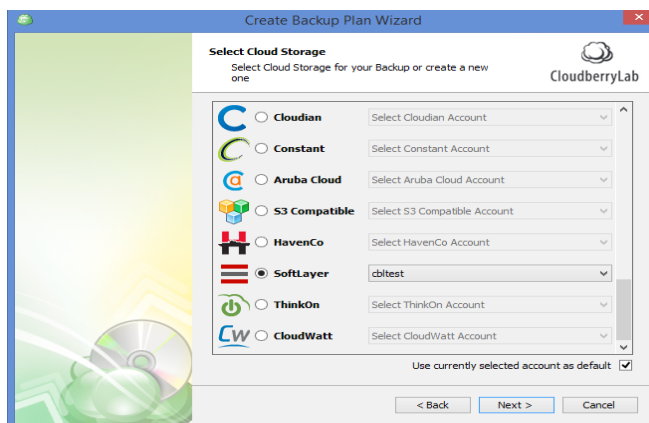 Create Backup Plan Wizard
Select Cloud Storage
Select Cloud Storage for your Backup or create a new
one
CloudberryLab
Cloudian Select Cloudian Account
Constant Select Constant Account
Aruba Cloud Select Aruba Cloud Account
S3 Compatible Select S3 Compatible Account
HavenCo Select HavenCo Account
SoftLayer cbltest
ThinkOn Select ThinkOn Account
CW CloudWatt Select CloudWatt Account
Use currently selected account as default
< Back Next > Cancel